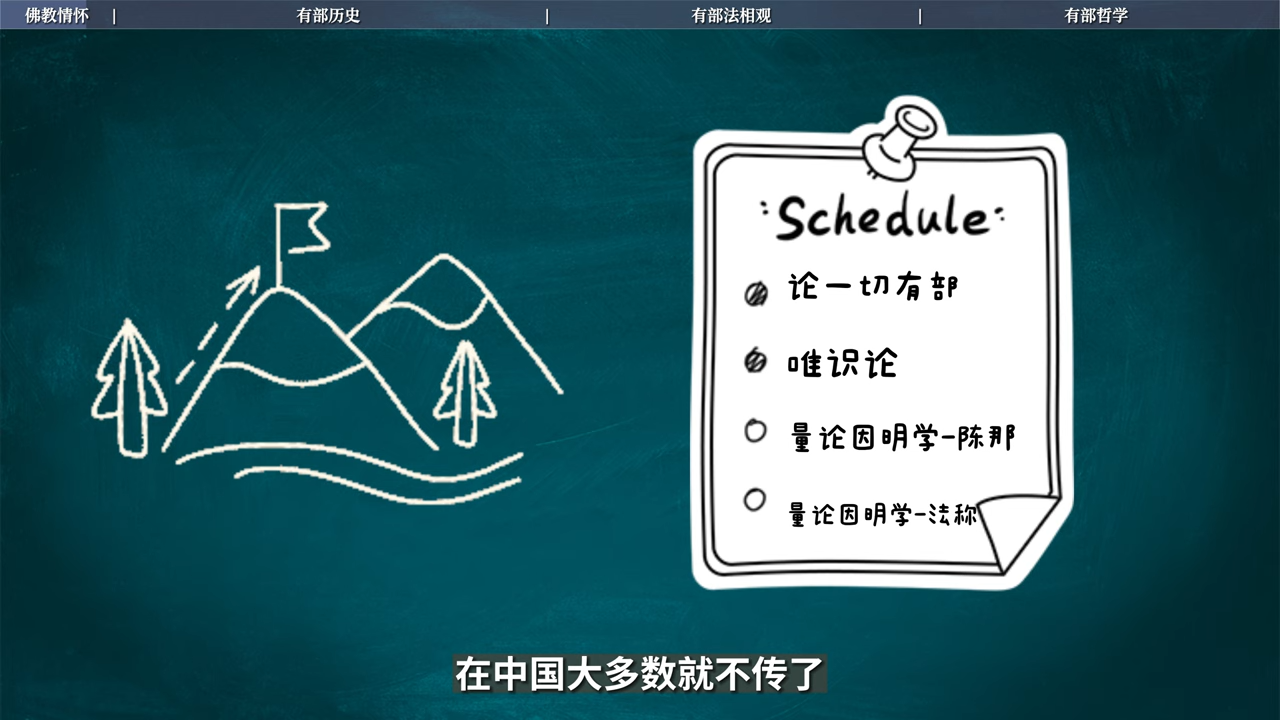 佛教情怀 | 有部历史 | 有部法相观 | 有部哲学
Schedule
论一切有部
唯识论
量论因明学-陈那
量论因明学-法称
在中国大多数就不传了